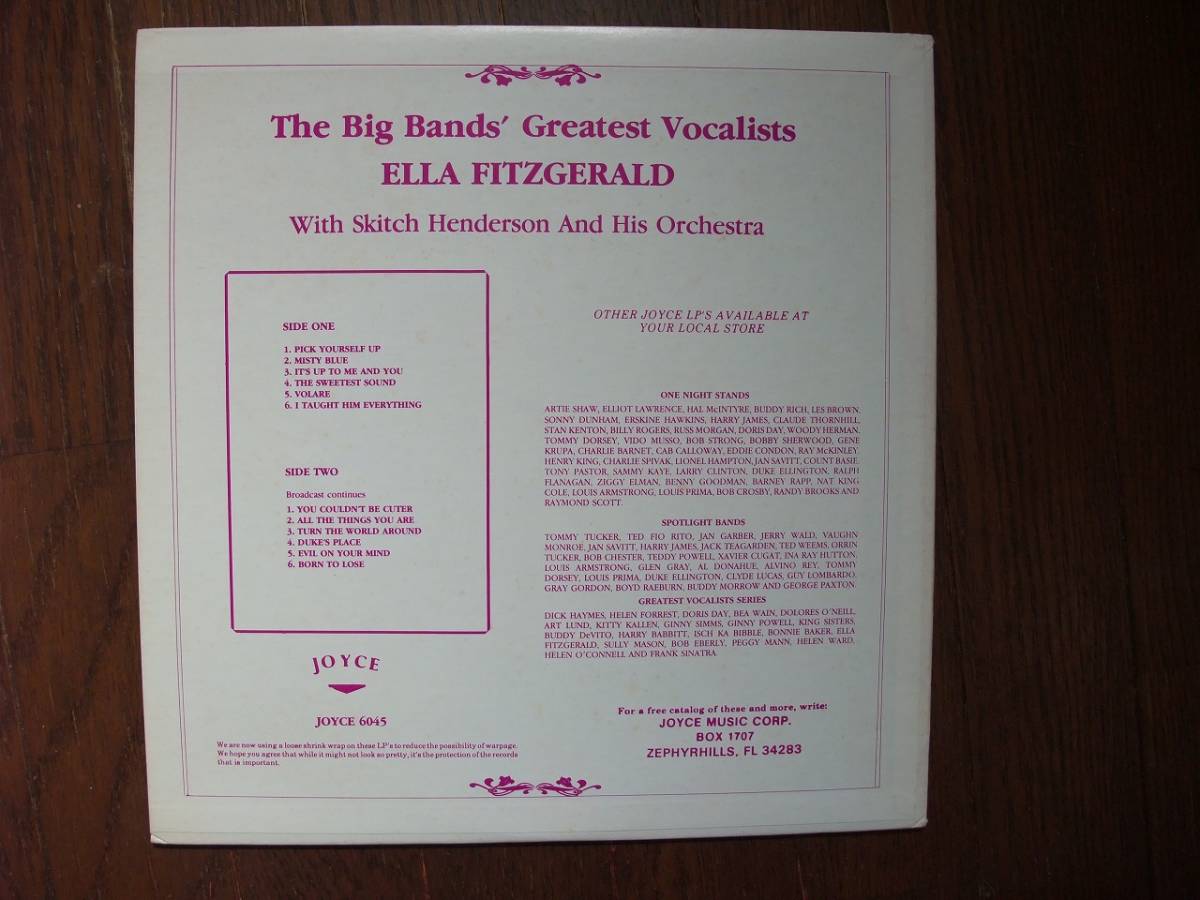 The Big Bands' Greatest Vocalists
ELLA FITZGERALD
With Skitch Henderson And His Orchestra
SIDE ONE
1. PICK YOURSELF UP
2. MISTY BLUE
3. IT'S UP TO ME AND YOU
4. THE SWEETEST SOUND
5. VOLARE
6. I TAUGHT HIM EVERYTHING
SIDE TWO
Broadcast continues
1. YOU COULDN'T BE CUTER
2. ALL THE THINGS YOU ARE
3. TURN THE WORLD AROUND
4. DUKE'S PLACE
5. EVIL ON YOUR MIND
6. BORN TO LOSE
JOYCE
JOYCE 6045
We are now using a loose shrink wrap on these LP's to reduce the possibility of warpage.
We hope you agree that while it might not look so pretty, it's the protection of the records
that is important.
OTHER JOYCE LP'S AVAILABLE AT
YOUR LOCAL STORE
ONE NIGHT STANDS
ARTIE SHAW, ELLIOT LAWRENCE, HAL McINTYRE, BUDDY RICH, LES BROWN,
SONNY DUNHAM, ERSKINE HAWKINS, HARRY JAMES, CLAUDE THORNHILL,
STAN KENTON, BILLY ROGERS, RUSS MORGAN, DORIS DAY, WOODY HERMAN,
TOMMY DORSEY, VIDO MUSSO, BOB STRONG, BOBBY SHERWOOD, GENE
KRUPA, CHARLIE BARNET, CAB CALLOWAY, EDDIE CONDON, RAY McKINLEY,
HENRY KING, CHARLIE SPIVAK, LIONEL HAMPTON, JAN SAVITT, COUNT BASIE,
TONY PASTOR, SAMMY KAYE, LARRY CLINTON, DUKE ELLINGTON, RALPH
FLANAGAN, ZIGGY ELMAN, BENNY GOODMAN, BARNEY RAPP, NAT KING
COLE, LOUIS ARMSTRONG, LOUIS PRIMA, BOB CROSBY, RANDY BROOKS AND
RAYMOND SCOTT.
SPOTLIGHT BANDS
TOMMY TUCKER, TED FIO RITO, JAN GARBER, JERRY WALD, VAUGHN
MONROE, JAN SAVITT, HARRY JAMES, JACK TEAGARDEN, TED WEEMS, ORRIN
TUCKER, BOB CHESTER, TEDDY POWELL, XAVIER CUGAT, INA RAY HUTTON,
LOUIS ARMSTRONG, GLEN GRAY, AL DONAHUE, ALVINO REY, TOMMY
DORSEY, LOUIS PRIMA, DUKE ELLINGTON, CLYDE LUCAS, GUY LOMBARDO,
GRAY GORDON, BOYD RAEBURN, BUDDY MORROW AND GEORGE PAXTON.
GREATEST VOCALISTS SERIES
DICK HAYMES, HELEN FORREST, DORIS DAY, BEA WAIN, DOLORES O'NEILL,
ART LUND, KITTY KALLEN, GINNY SIMMS, GINNY POWELL, KING SISTERS,
BUDDY DeVITO, HARRY BABBITT, ISCH KA BIBBLE, BONNIE BAKER, ELLA
FITZGERALD, SULLY MASON, BOB EBERLY, PEGGY MANN, HELEN WARD,
HELEN O'CONNELL AND FRANK SINATRA.
For a free catalog of these and more, write:
JOYCE MUSIC CORP.
BOX 1707
ZEPHYRHILLS, FL 34283